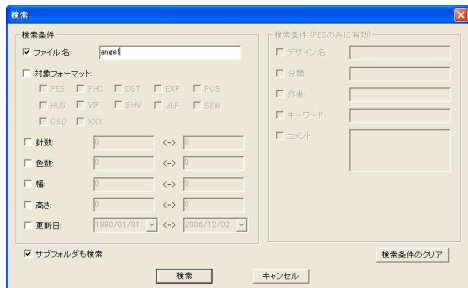 検索
検索条件
ファイル名: angel
対象フォーマット:
PES PHC DST EXP PCS
HUS VIP SHV JEF SEW
CSD XXX
針数: 0 <-> 0
色数: 0 <-> 0
幅: 0 <-> 0
高さ: 0 <-> 0
更新日: 1980/01/01 <-> 2006/12/02
サブフォルダも検索
検索条件 (PESのみに有効)
デザイン名
分類:
作者:
キーワード
コメント:
検索条件のクリア
検索
キャンセル